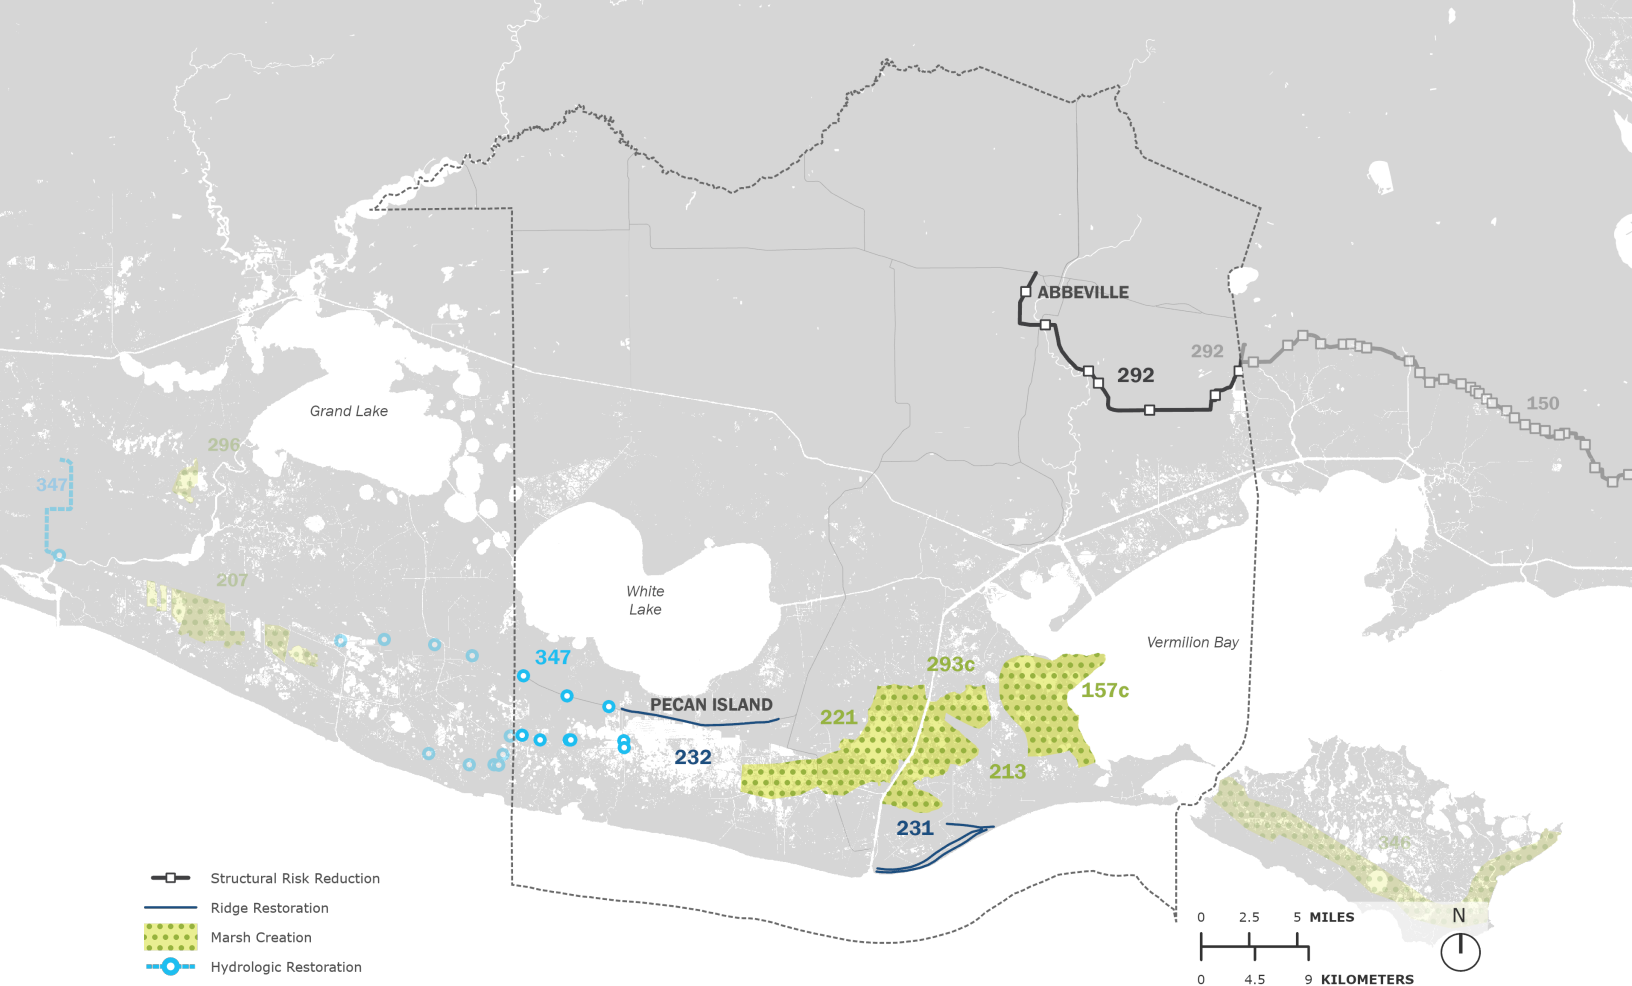 ABBEVILLE
292
292
150
Grand Lake
296
347
207
White
Lake
Vermilion Bay
347
293c
157c
PECAN ISLAND
221
232
213
231
346
Structural Risk Reduction
Ridge Restoration
Marsh Creation
Hydrologic Restoration
0 2.5 5 MILES
0 4.5 9 KILOMETERS
N